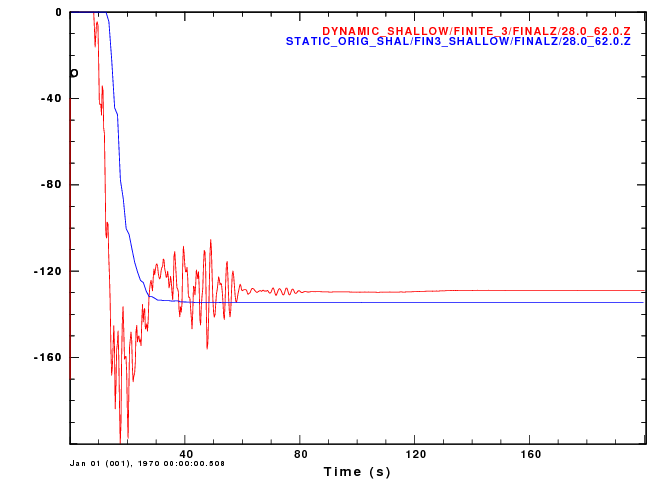 0
DYNAMIC_SHALLOW/FINITE_3/FINALZ/28.0_62.0.Z
STATIC_ORIG_SHAL/FIN3_SHALLOW/FINALZ/28.0_62.0.Z
O
-40
-80
-120
-160
40 80 120 160
Jan 01 (001), 1970 00:00:00.508
Time (s)